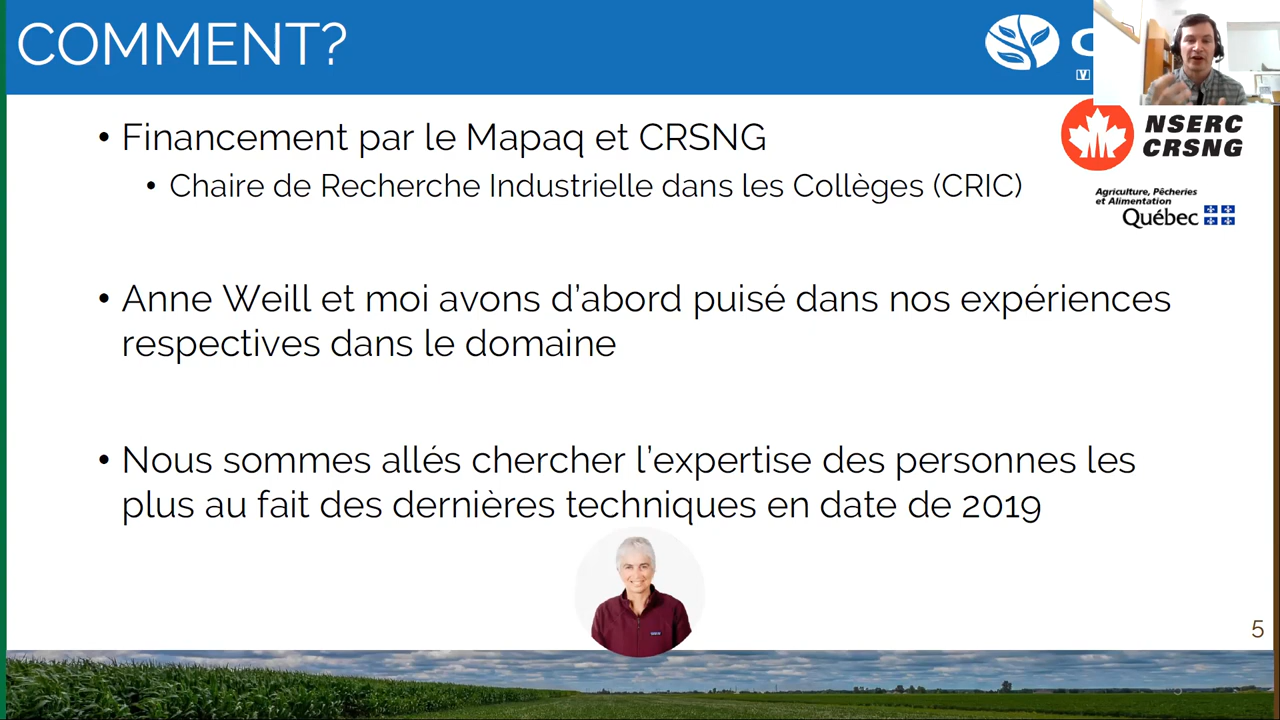 COMMENT?
C
V
• Financement par le Mapaq et CRSNG
• Chaire de Recherche Industrielle dans les Collèges (CRIC)
NSERC
CRSNG
Agriculture, Pêcheries
et Alimentation
Québec
• Anne Weill et moi avons d’abord puisé dans nos expériences
respectives dans le domaine
• Nous sommes allés chercher l’expertise des personnes les
plus au fait des dernières techniques en date de 2019
5
5